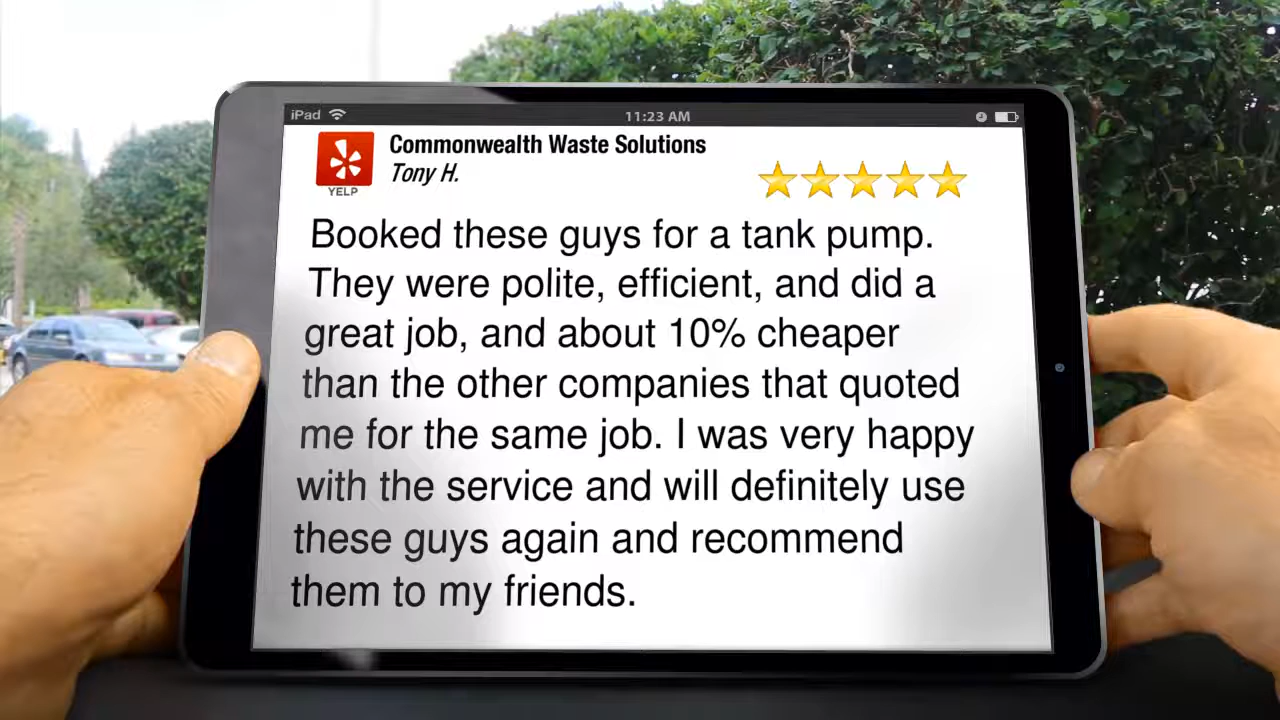 iPad 11:23 AM
Commonwealth Waste Solutions
Tony H.
YELP
Booked these guys for a tank pump.
They were polite, efficient, and did a
great job, and about 10% cheaper
than the other companies that quoted
me for the same job. I was very happy
with the service and will definitely use
these guys again and recommend
them to my friends.